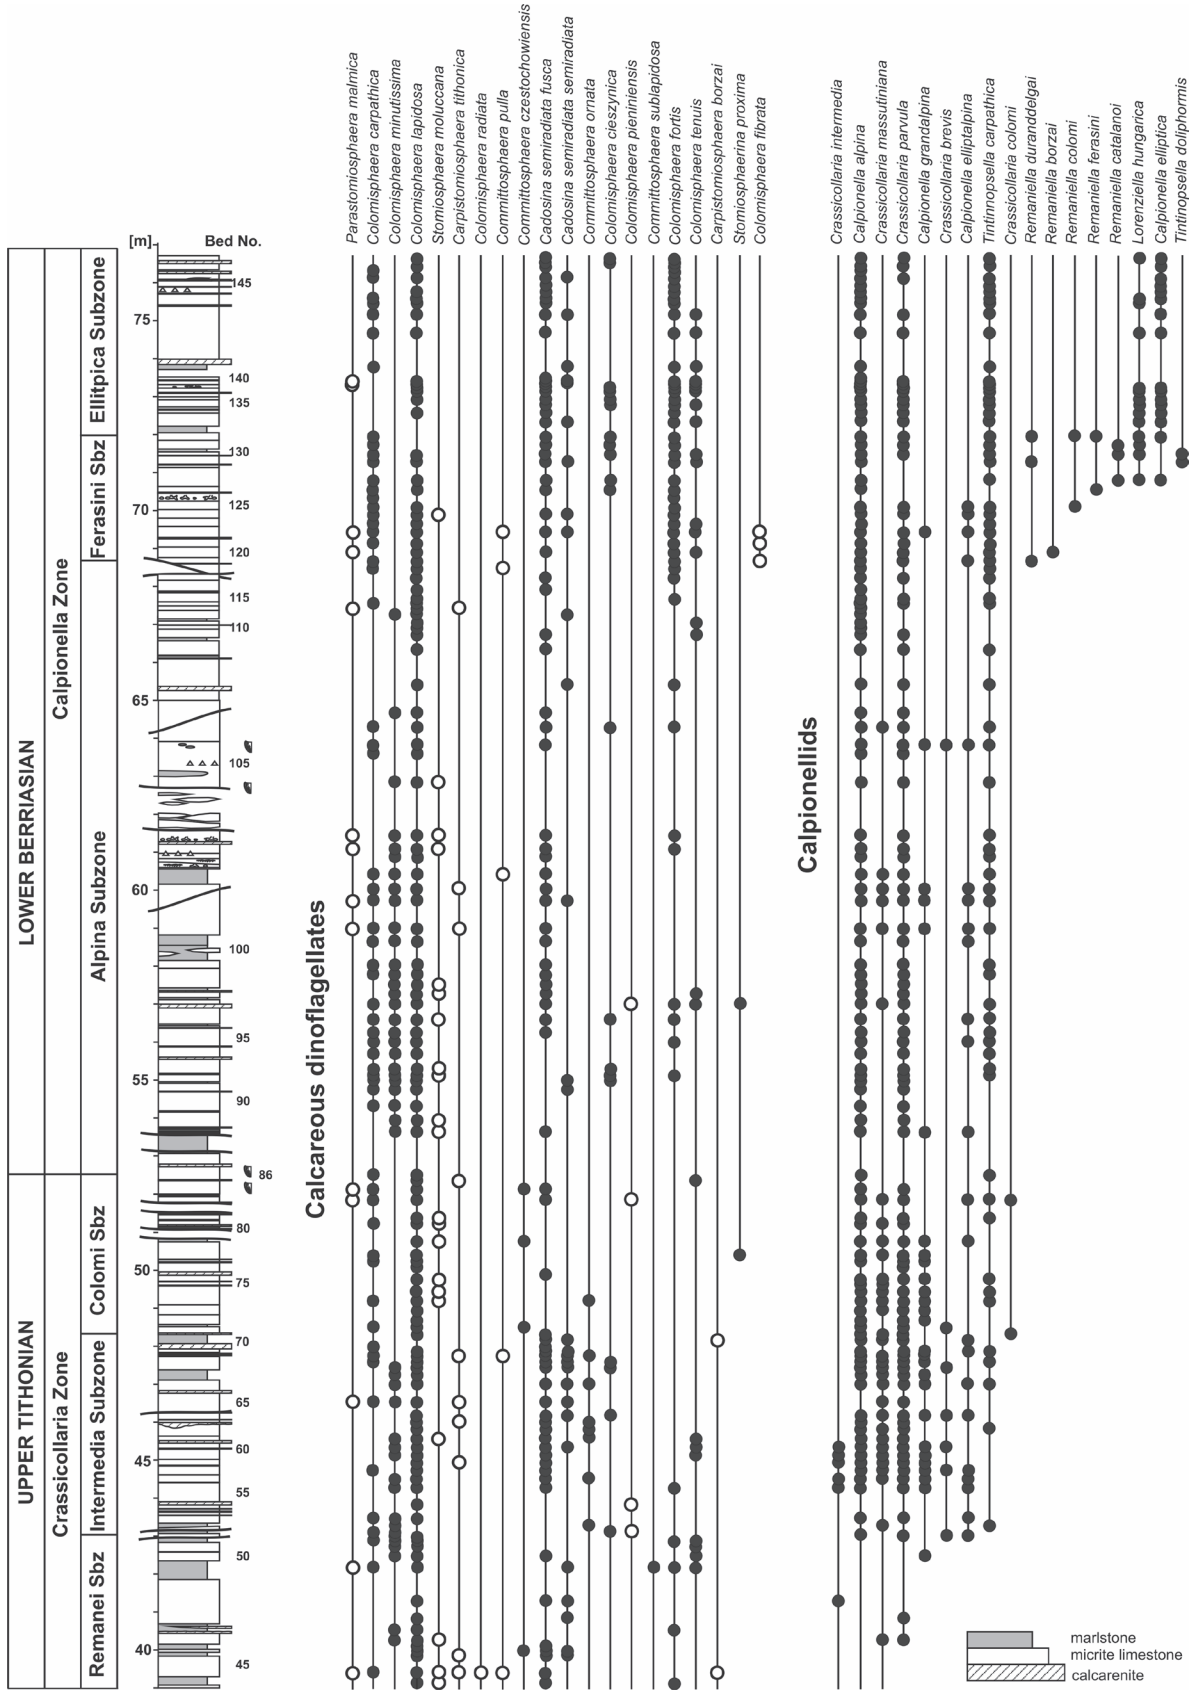 Parastomiosphaera malmica
Colomisphaera carpathica
Colomisphaera minutissima
Colomisphaera lapidosa
Stomiosphaera moluccana
Carpistomiosphaera tithonica
Colomisphaera radiata
Committosphaera pulla
Committosphaera czestochowiensis
Cadosina semiradiata fusca
Cadosina semiradiata semiradiata
Committosphaera ornata
Colomisphaera cieszynica
Colomisphaera pieniniensis
Committosphaera sublapidosa
Colomisphaera fortis
Colomisphaera tenuis
Carpistomiosphaera borzai
Stomiosphaerina proxima
Colomisphaera fibrata
Crassicollaria intermedia
Calpionella alpina
Crassicollaria massutiniana
Crassicollaria parvula
Calpionella grandalpina
Crassicollaria brevis
Calpionella elliptalpina
Tintinnopsella carpathica
Crassicollaria colomi
Remaniella duranddelgai
Remaniella borzai
Remaniella colomi
Remaniella ferasini
Remaniella catalanoi
Lorenziella hungarica
Calpionella elliptica
Tintinopsella doliphormis
[m]
Bed No.
LOWER BERRIASIAN
UPPER TITHONIAN
Calpionella Zone
Crassicollaria Zone
Ellitpica Subzone
Ferasini Sbz
Alpina Subzone
Colomi Sbz
Intermedia Subzone
Remanei Sbz
75
70
65
60
55
50
45
40
145
140
135
130
125
120
115
110
105
100
95
90
86
80
75
70
65
60
55
50
45
Calcareous dinoflagellates
Calpionellids
marlstone
micrite limestone
calcarenite